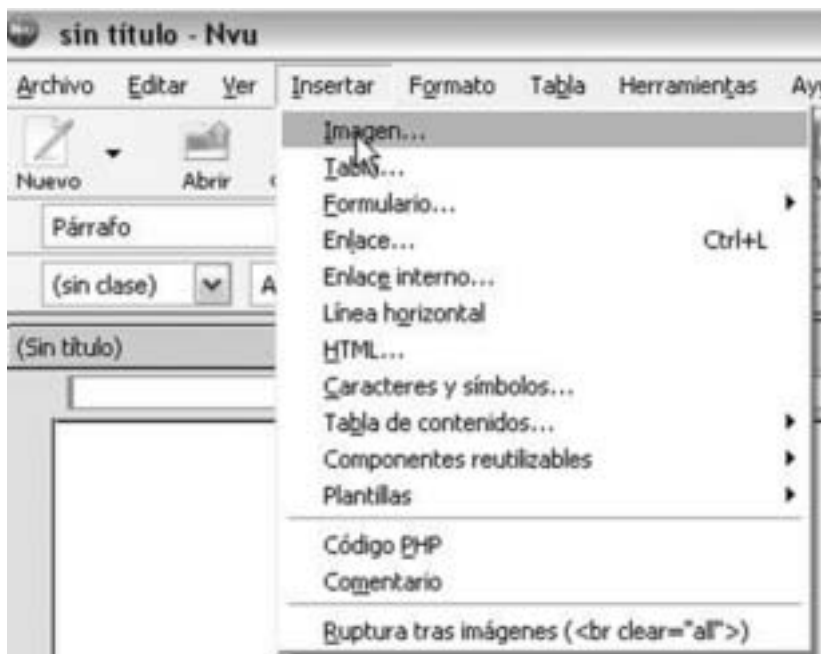 sin título - Nvu
Archivo Editar Ver Insertar Formato Tabla Herramientas
Nuevo Abrir
Párrafo
(sin clase) A
(Sin título)
Imagen...
Tabla...
Formulario...
Enlace... Ctrl+L
Enlace interno...
Línea horizontal
HTML...
Caracteres y símbolos...
Tabla de contenidos...
Componentes reutilizables
Plantillas
Código PHP
Comentario
Ruptura tras imágenes (<br clear="all">)